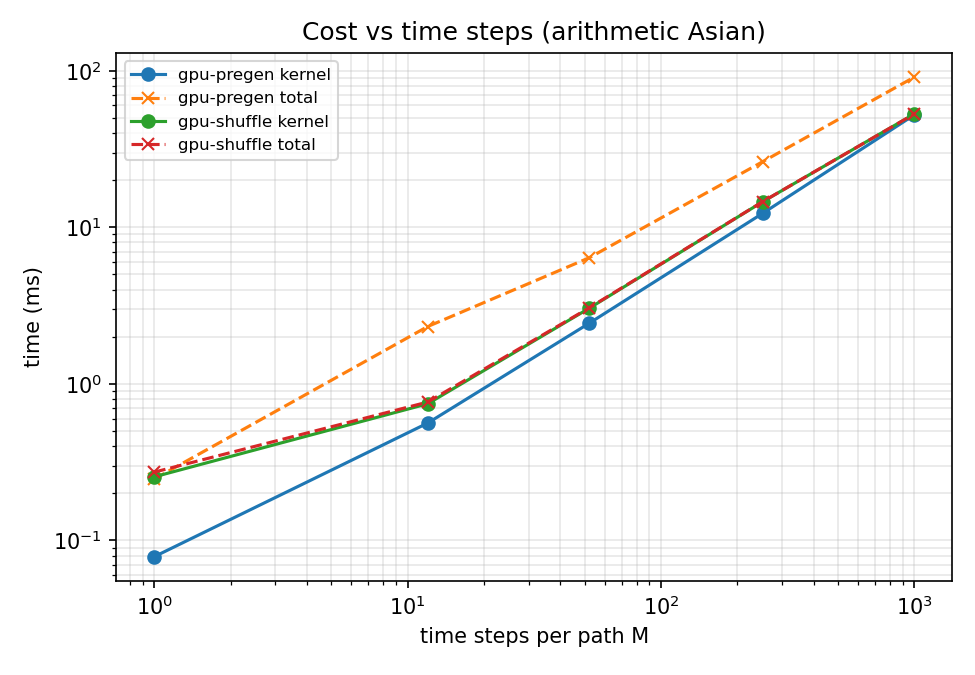 Cost vs time steps (arithmetic Asian)
gpu-pregen kernel
gpu-pregen total
gpu-shuffle kernel
gpu-shuffle total
time (ms)
10²
10¹
10⁰
10⁻¹
10⁰ 10¹ 10² 10³
time steps per path M